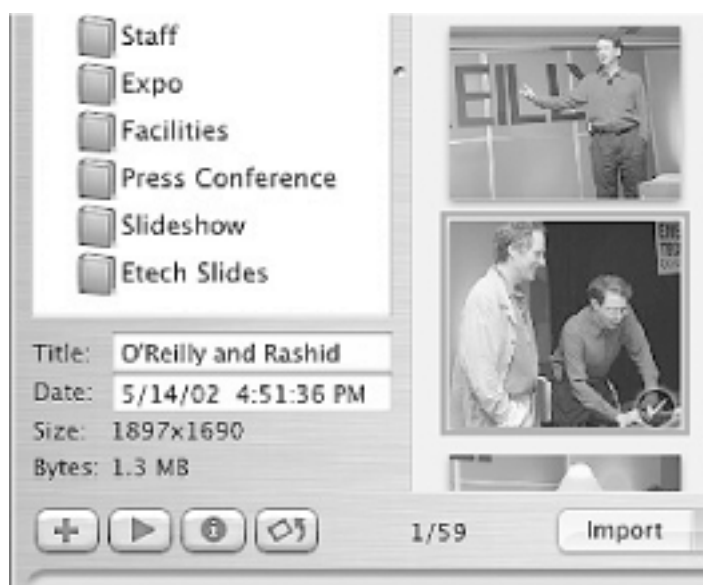 Staff
Expo
Facilities
Press Conference
Slideshow
Etech Slides
Title: O'Reilly and Rashid
Date: 5/14/02 4:51:36 PM
Size: 1897x1690
Bytes: 1.3 MB
1/59
Import
EILLY